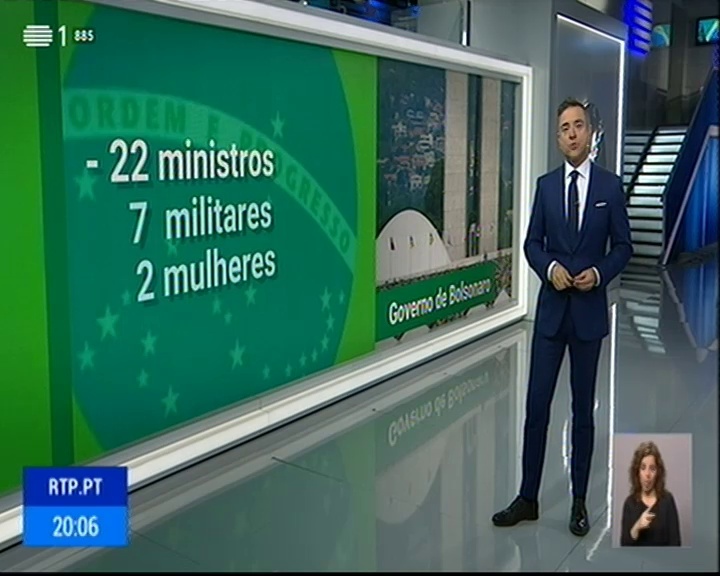 1 885
ORDEM E PROGRESSO
- 22 ministros
7 militares
2 mulheres
Governo de Bolsonaro
RTP.PT
20:06